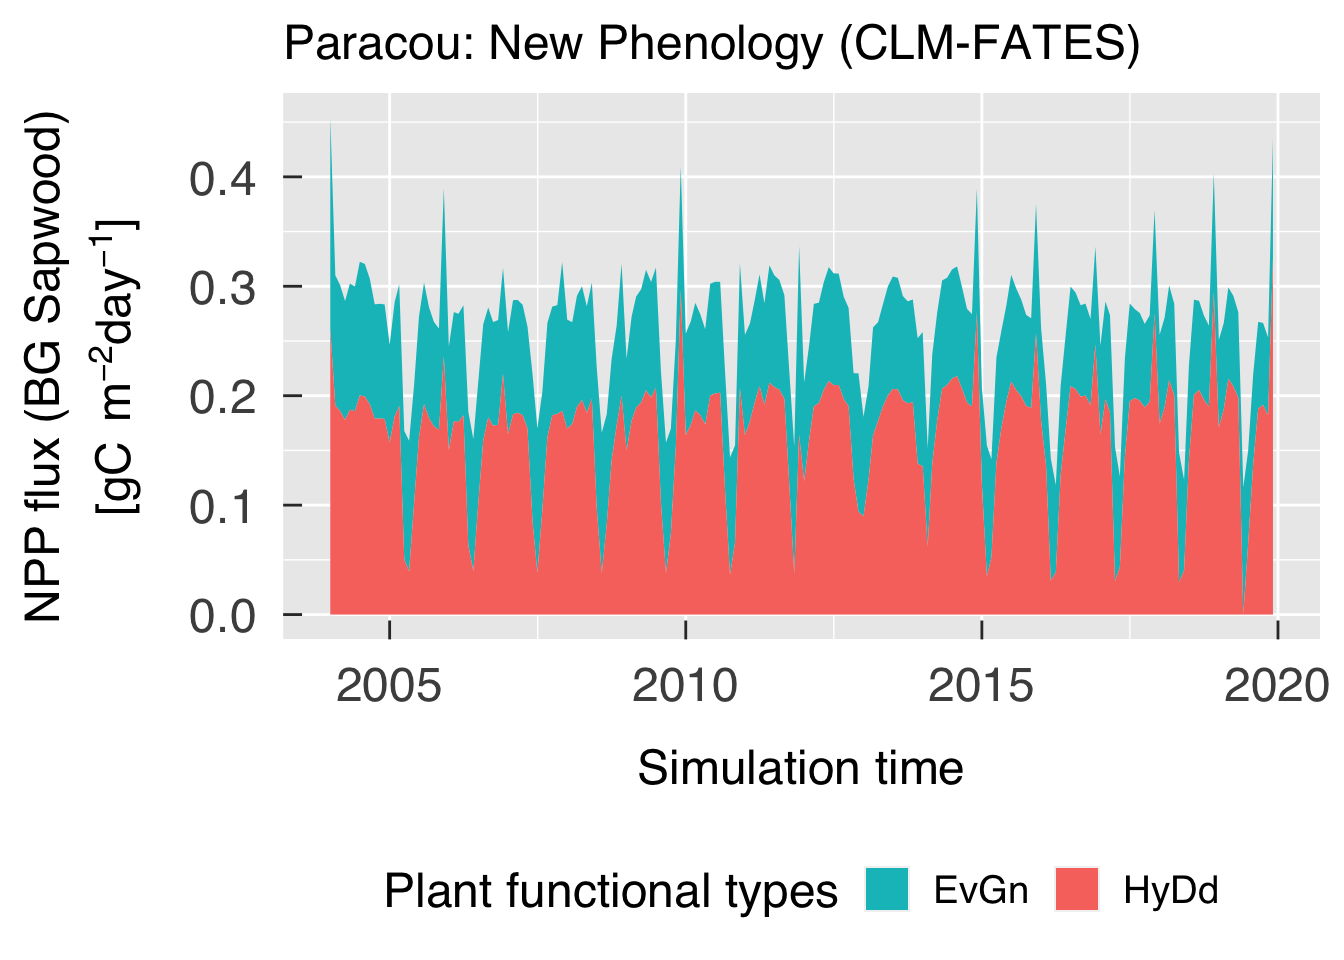 Paracou: New Phenology (CLM-FATES)
NPP flux (BG Sapwood)
[gC m⁻²day⁻¹]
0.4
0.3
0.2
0.1
0.0
2005 2010 2015 2020
Simulation time
Plant functional types EvGn HyDd